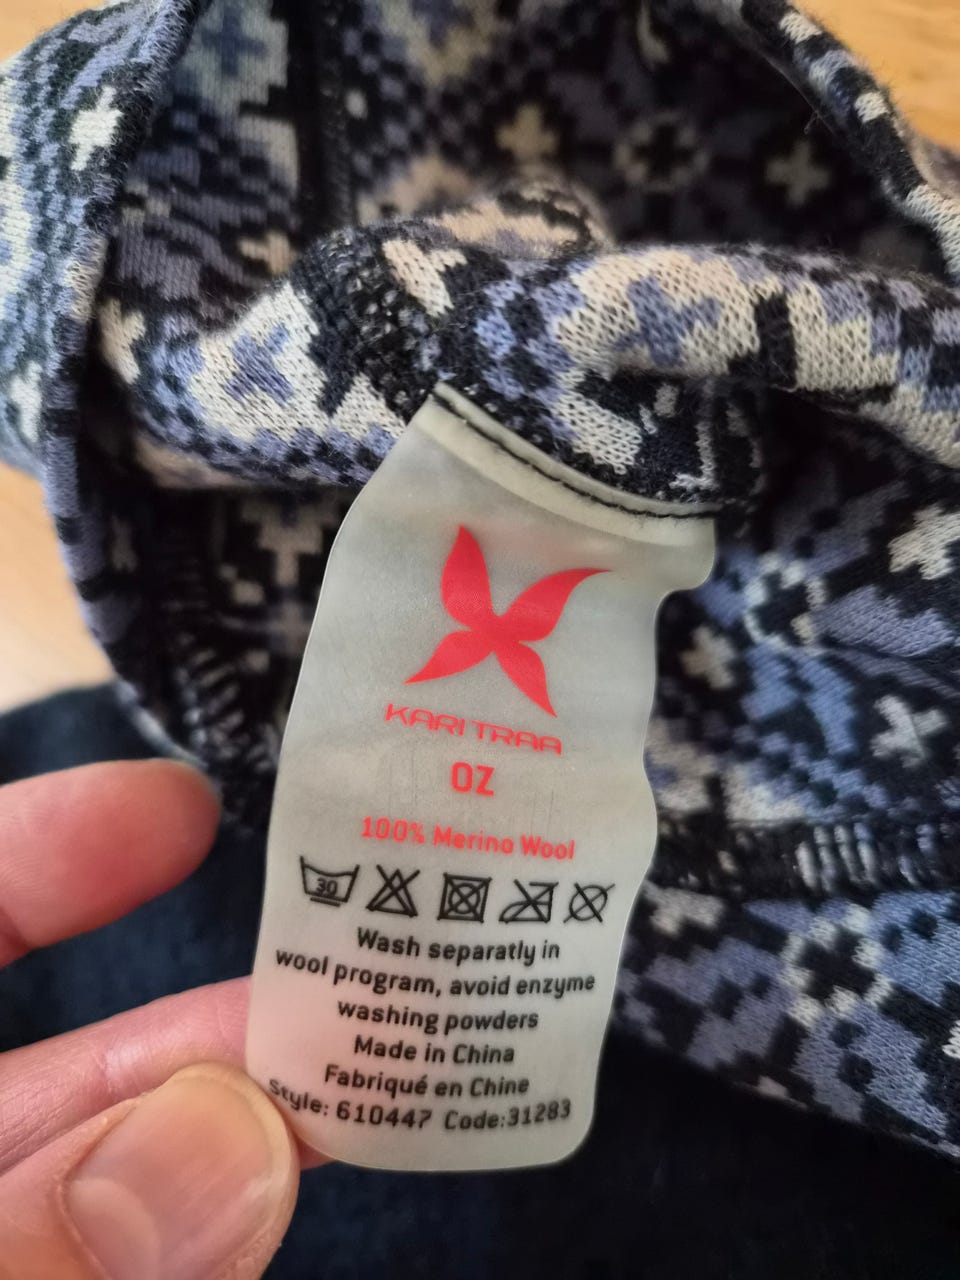 KARI TRAA
OZ
100% Merino Wool
30
Wash separatly in
wool program, avoid enzyme
washing powders
Made in China
Fabriqué en Chine
Style: 610447 Code:31283